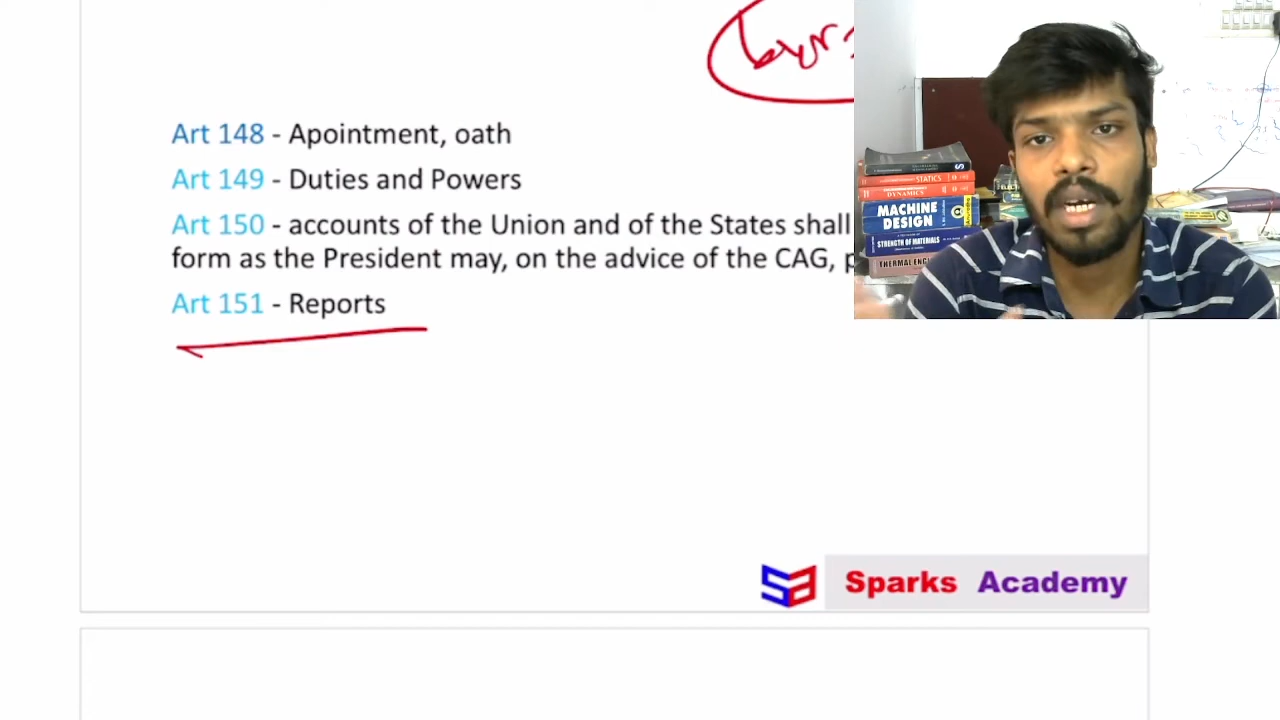 Art 148 - Apointment, oath
Art 149 - Duties and Powers
Art 150 - accounts of the Union and of the States shall
form as the President may, on the advice of the CAG, p
Art 151 - Reports
STATICS
DYNAMICS
MACHINE
DESIGN
STRENGTH OF MATERIALS
THERMAL ENG
Sparks Academy